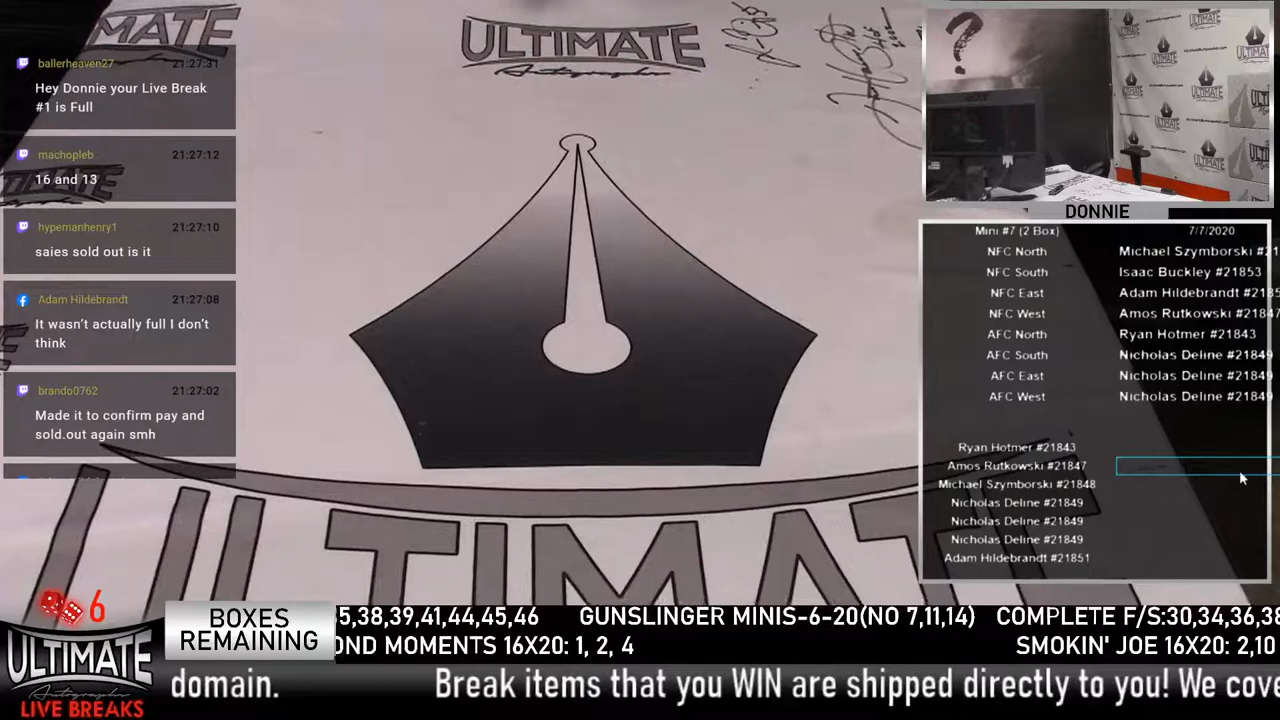 ULTIMATE
ULTIMATE
Autographs
ballerheaven27 21:27:31
Hey Donnie your Live Break
#1 is Full
machopleb 21:27:12
16 and 13
hypemanhenry1 21:27:10
saies sold out is it
Adam Hildebrandt 21:27:08
It wasn't actually full I don't
think
brando0762 21:27:02
Made it to confirm pay and
sold.out again smh
?
DONNIE
Mini #7 (2 Box) 7/7/2020
NFC North Michael Szymborski #21
NFC South Isaac Buckley #21853
NFC East Adam Hildebrandt #2185
NFC West Amos Rutkowski #21847
AFC North Ryan Hotmer #21843
AFC South Nicholas Deline #21849
AFC East Nicholas Deline #21849
AFC West Nicholas Deline #21849
Ryan Hotmer #21843
Amos Rutkowski #21847
Michael Szymborski #21848
Nicholas Deline #21849
Nicholas Deline #21849
Nicholas Deline #21849
Adam Hildebrandt #21851
ULTIMA
6
ULTIMATE
Autographs
LIVE BREAKS
BOXES
REMAINING
5,38,39,41,44,45,46 GUNSLINGER MINIS-6-20(NO 7,11,14) COMPLETE F/S:30,34,36,38
OND MOMENTS 16X20: 1, 2, 4 SMOKIN' JOE 16X20: 2,10
domain. Break items that you WIN are shipped directly to you! We cove